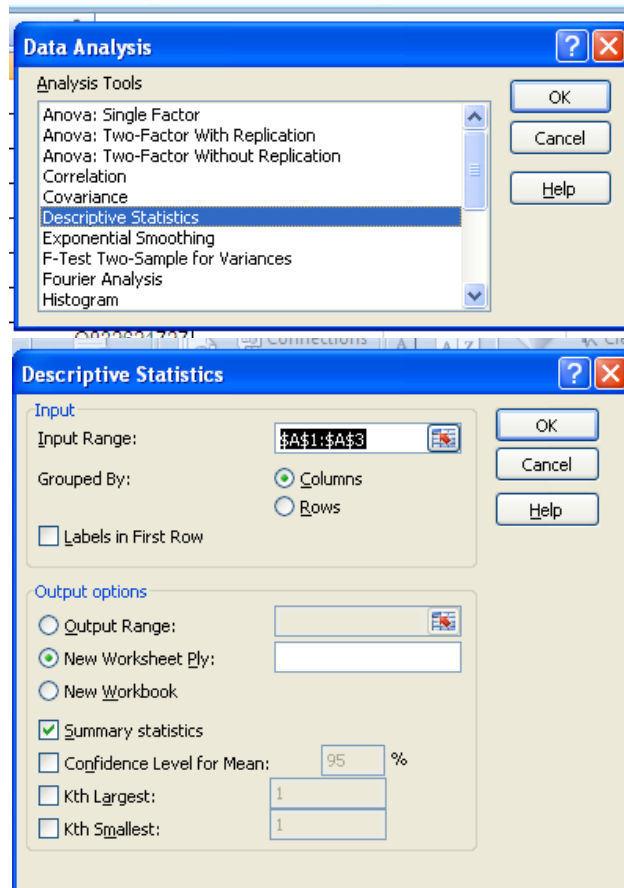 Data Analysis
Analysis Tools
Anova: Single Factor
Anova: Two-Factor With Replication
Anova: Two-Factor Without Replication
Correlation
Covariance
Descriptive Statistics
Exponential Smoothing
F-Test Two-Sample for Variances
Fourier Analysis
Histogram
OK
Cancel
Help
Connections
Descriptive Statistics
Input
Input Range: $A$1:$A$3
Grouped By: Columns
Rows
Labels in First Row
OK
Cancel
Help
Output options
Output Range:
New Worksheet Ply:
New Workbook
Summary statistics
Confidence Level for Mean: 95 %
Kth Largest: 1
Kth Smallest: 1